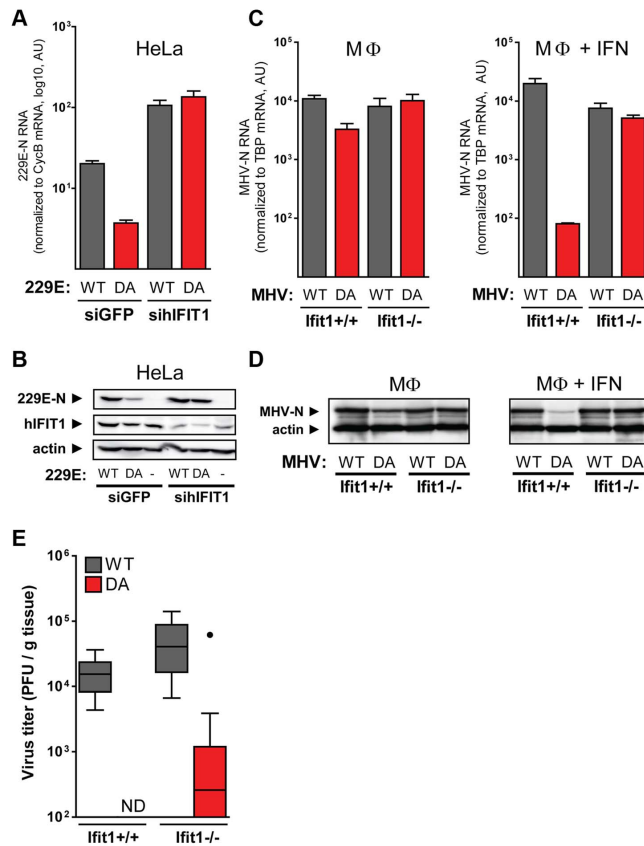 A
HeLa
229E-N RNA
(normalized to CycB mRNA, log10, AU)
10³
10²
10¹
229E:
WT DA WT DA
siGFP sihIFIT1
B
HeLa
229E-N ►
hIFIT1 ►
actin ►
229E:
WT DA - WT DA -
siGFP sihIFIT1
C
MΦ
MHV-N RNA
(normalized to TBP mRNA, AU)
10⁵
10⁴
10³
10²
MHV:
WT DA WT DA
Ifit1+/+ Ifit1-/-
MΦ + IFN
MHV-N RNA
(normalized to TBP mRNA, AU)
10⁵
10⁴
10³
10²
WT DA WT DA
Ifit1+/+ Ifit1-/-
D
MΦ
MΦ + IFN
MHV-N ►
actin ►
MHV:
WT DA WT DA
Ifit1+/+ Ifit1-/-
WT DA WT DA
Ifit1+/+ Ifit1-/-
E
Virus titer (PFU / g tissue)
10⁶
10⁵
10⁴
10³
10²
WT
DA
ND
Ifit1+/+ Ifit1-/-